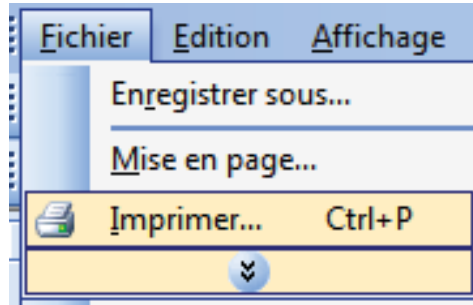 Fichier Edition Affichage
Enregistrer sous...
Mise en page...
Imprimer... Ctrl+P